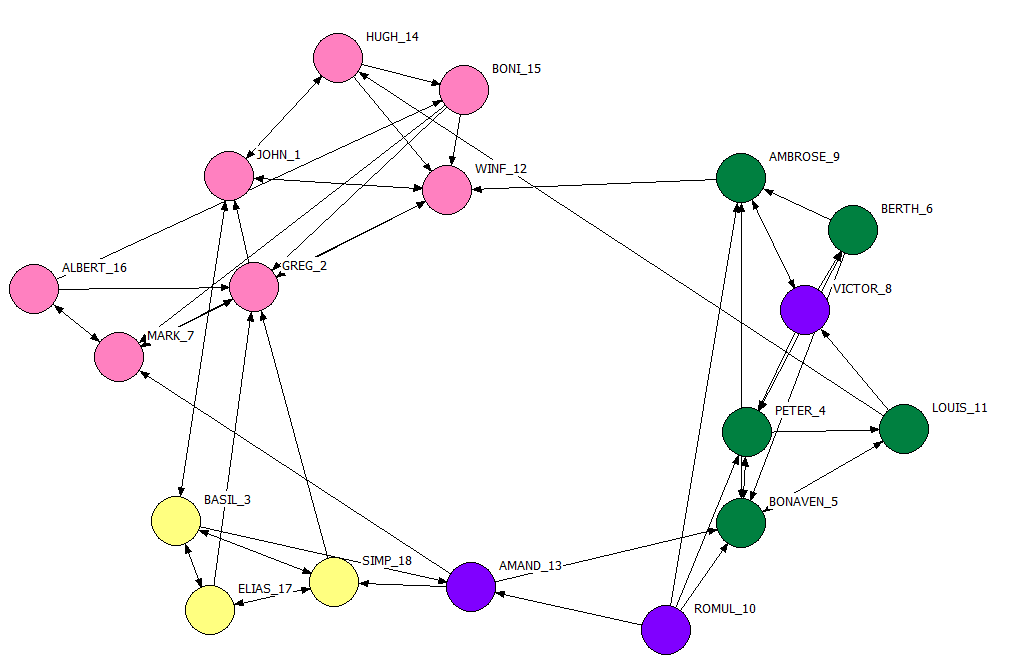 HUGH_14
BONI_15
JOHN_1
WINF_12
AMBROSE_9
BERTH_6
ALBERT_16
GREG_2
VICTOR_8
MARK_7
PETER_4
LOUIS_11
BASIL_3
BONAVEN_5
SIMP_18
AMAND_13
ELIAS_17
ROMUL_10